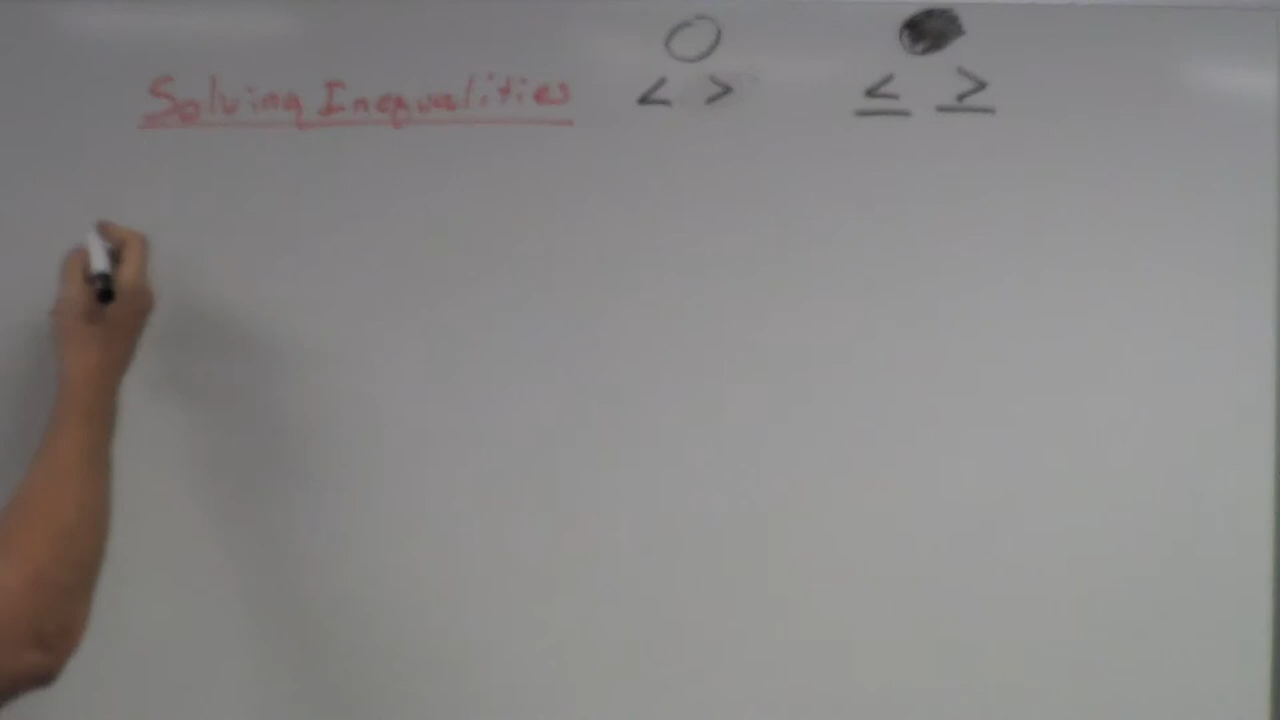 Solving Inequalities < > ≤ ≥